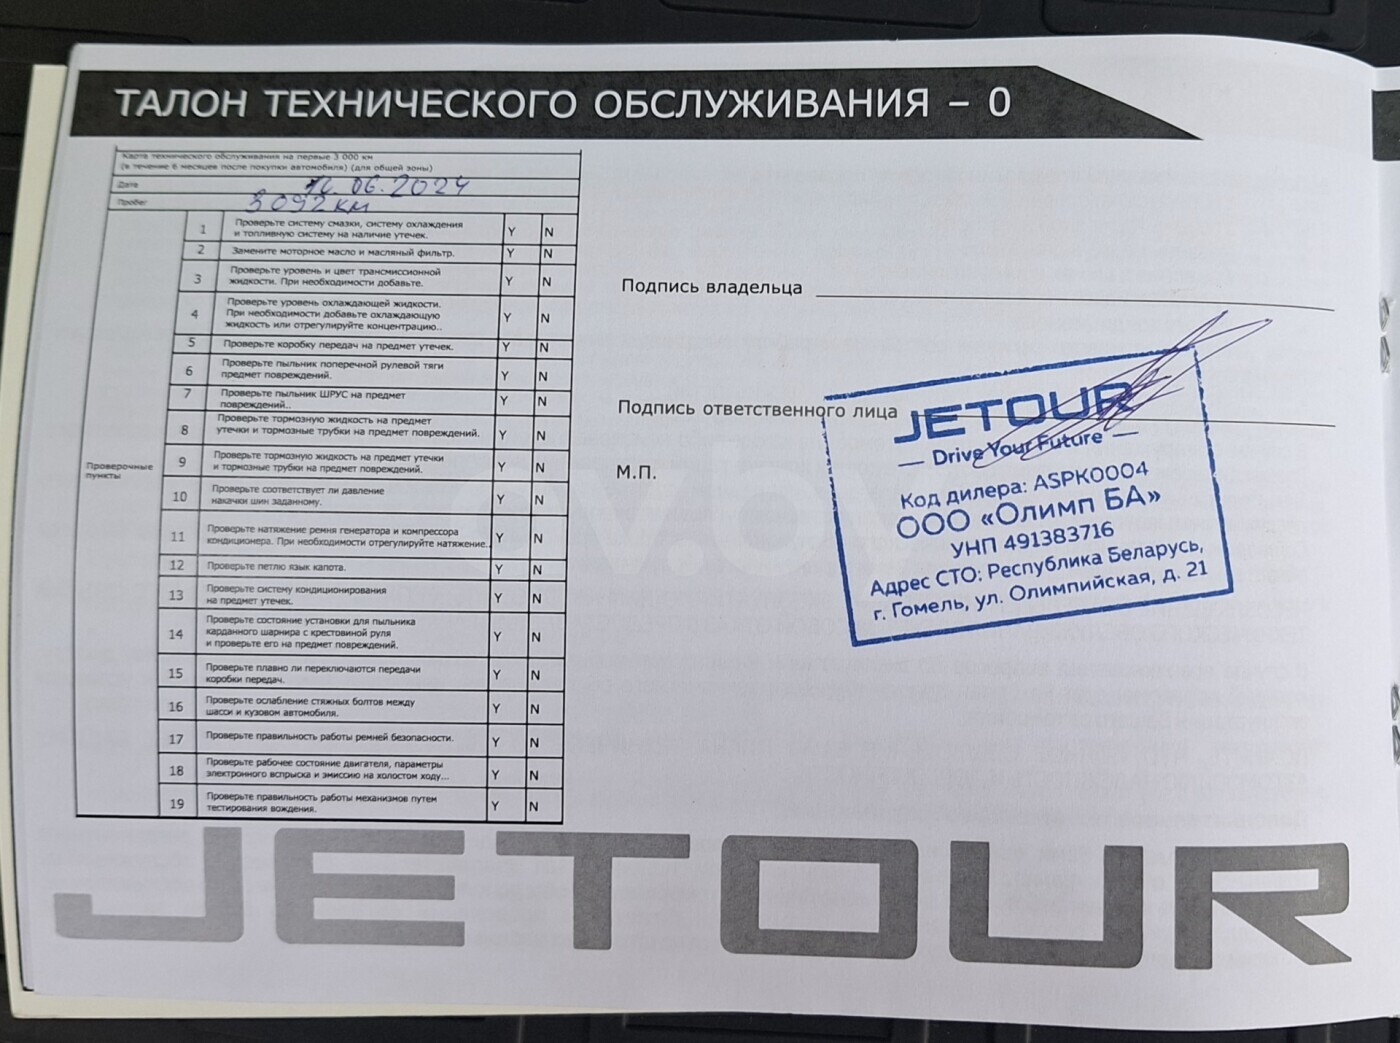 ТАЛОН ТЕХНИЧЕСКОГО ОБСЛУЖИВАНИЯ – 0
Карта технического обслуживания на первые 3 000 км
(в течение 6 месяцев после покупки автомобиля) (для общей зоны)
Дата 14.06.2024
Пробег 3 092 км
Проверочные
пункты
1 Проверьте систему смазки, систему охлаждения
и топливную систему на наличие утечек. Y N
2 Замените моторное масло и масляный фильтр. Y N
3 Проверьте уровень и цвет трансмиссионной
жидкости. При необходимости добавьте. Y N
4 Проверьте уровень охлаждающей жидкости.
При необходимости добавьте охлаждающую
жидкость или отрегулируйте концентрацию.. Y N
5 Проверьте коробку передач на предмет утечек. Y N
6 Проверьте пыльник поперечной рулевой тяги
предмет повреждений. Y N
7 Проверьте пыльник ШРУС на предмет
повреждений.. Y N
8 Проверьте тормозную жидкость на предмет
утечки и тормозные трубки на предмет повреждений. Y N
9 Проверьте тормозную жидкость на предмет утечки
и тормозные трубки на предмет повреждений. Y N
10 Проверьте соответствует ли давление
накачки шин заданному. Y N
11 Проверьте натяжение ремня генератора и компрессора
кондиционера. При необходимости отрегулируйте натяжение. Y N
12 Проверьте петлю язык капота. Y N
13 Проверьте систему кондиционирования
на предмет утечек. Y N
14 Проверьте состояние установки для пыльника
карданного шарнира с крестовиной руля
и проверьте его на предмет повреждений. Y N
15 Проверьте плавно ли переключаются передачи
коробки передач. Y N
16 Проверьте ослабление стяжных болтов между
шасси и кузовом автомобиля. Y N
17 Проверьте правильность работы ремней безопасности. Y N
18 Проверьте рабочее состояние двигателя, параметры
электронного впрыска и эмиссию на холостом ходу... Y N
19 Проверьте правильность работы механизмов путем
тестирования вождения. Y N
Подпись владельца
Подпись ответственного лица
М.П.
JETOUR
— Drive Your Future —
Код дилера: ASPK0004
ООО «Олимп БА»
УНП 491383716
Адрес СТО: Республика Беларусь,
г. Гомель, ул. Олимпийская, д. 21
JETOUR